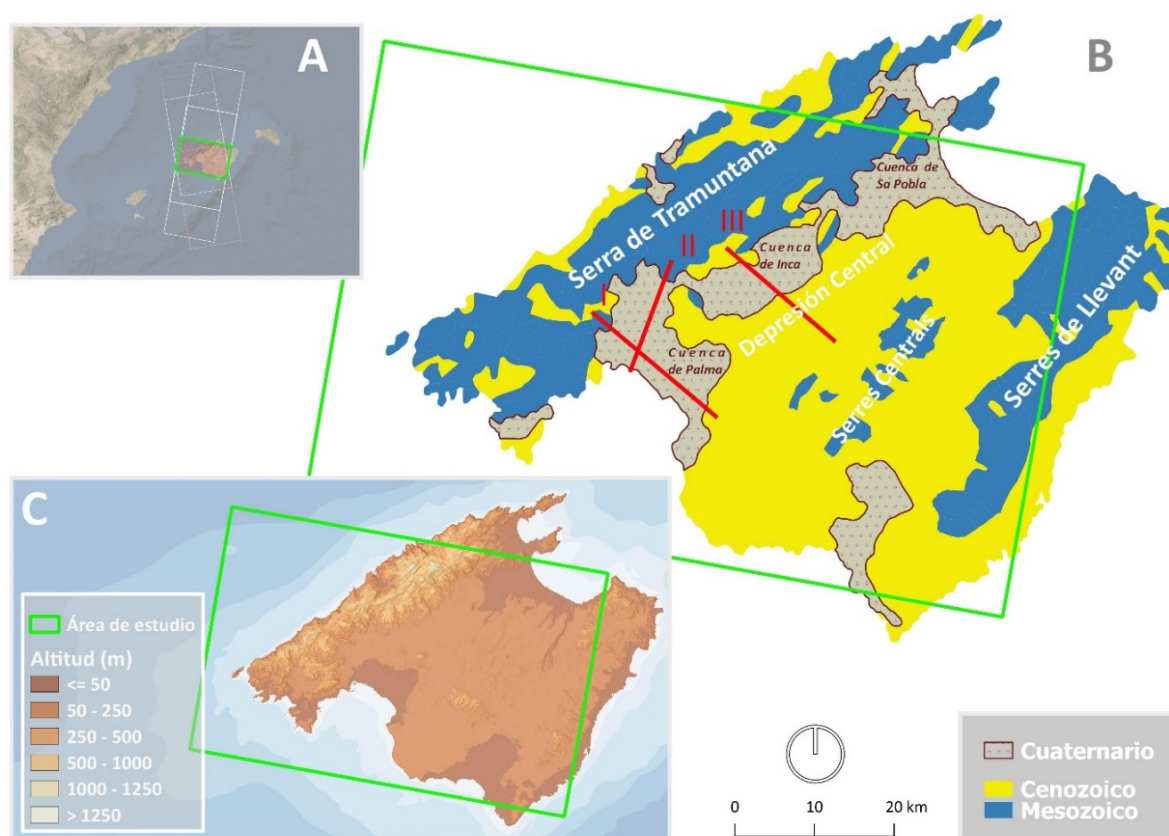 A
B
Serra de Tramuntana
Cuenca de
Sa Pobla
III
II
I
Cuenca
de Inca
Depresión Central
Cuenca
de Palma
Serres Centrals
Serres de Llevant
C
Área de estudio
Altitud (m)
<= 50
50 - 250
250 - 500
500 - 1000
1000 - 1250
> 1250
0 10 20 km
Cuaternario
Cenozoico
Mesozoico